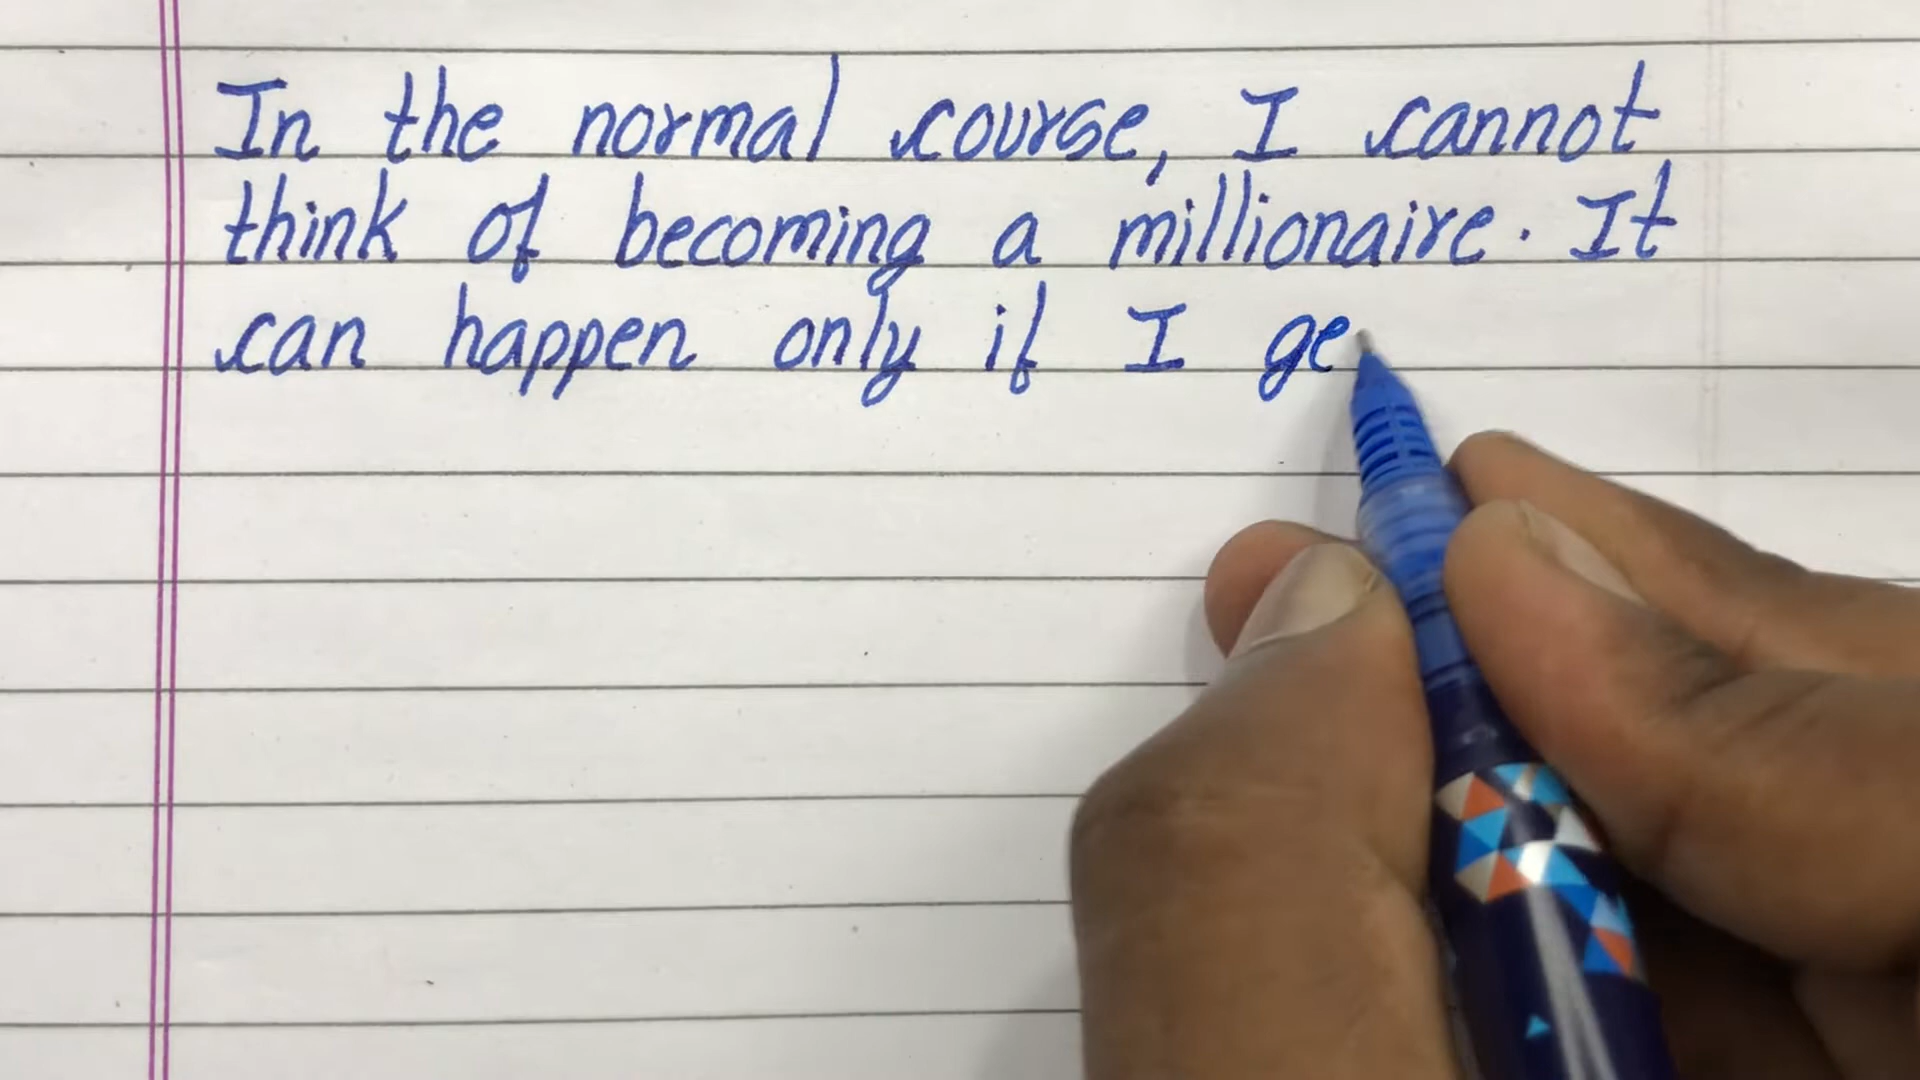 In the normal course, I cannot
think of becoming a millionaire. It
can happen only if I ge